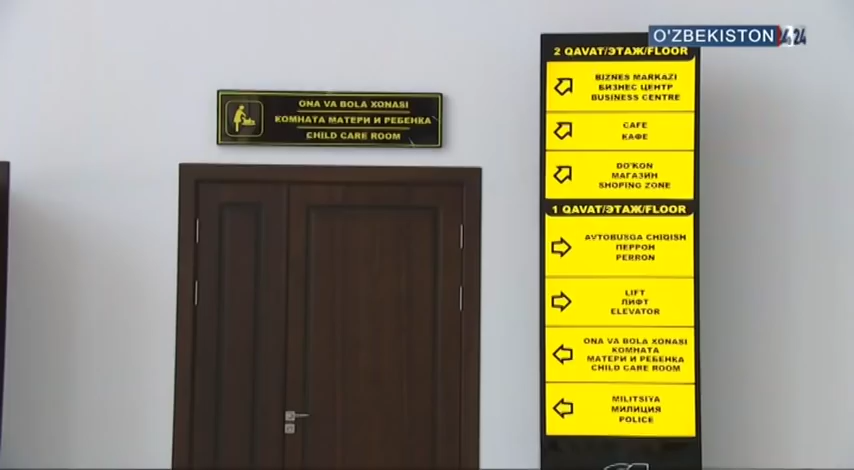 O'ZBEKISTON 24
ONA VA BOLA XONASI
КОМНАТА МАТЕРИ И РЕБЕНКА
CHILD CARE ROOM
2 QAVAT/ЭТАЖ/FLOOR
BIZNES MARKAZI
БИЗНЕС ЦЕНТР
BUSINESS CENTRE
CAFE
КАФЕ
DO'KON
МАГАЗИН
SHOPING ZONE
1 QAVAT/ЭТАЖ/FLOOR
AVTOBUSGA CHIQISH
ПЕРРОН
PERRON
LIFT
ЛИФТ
ELEVATOR
ONA VA BOLA XONASI
КОМНАТА
МАТЕРИ И РЕБЕНКА
CHILD CARE ROOM
MILITSIYA
МИЛИЦИЯ
POLICE